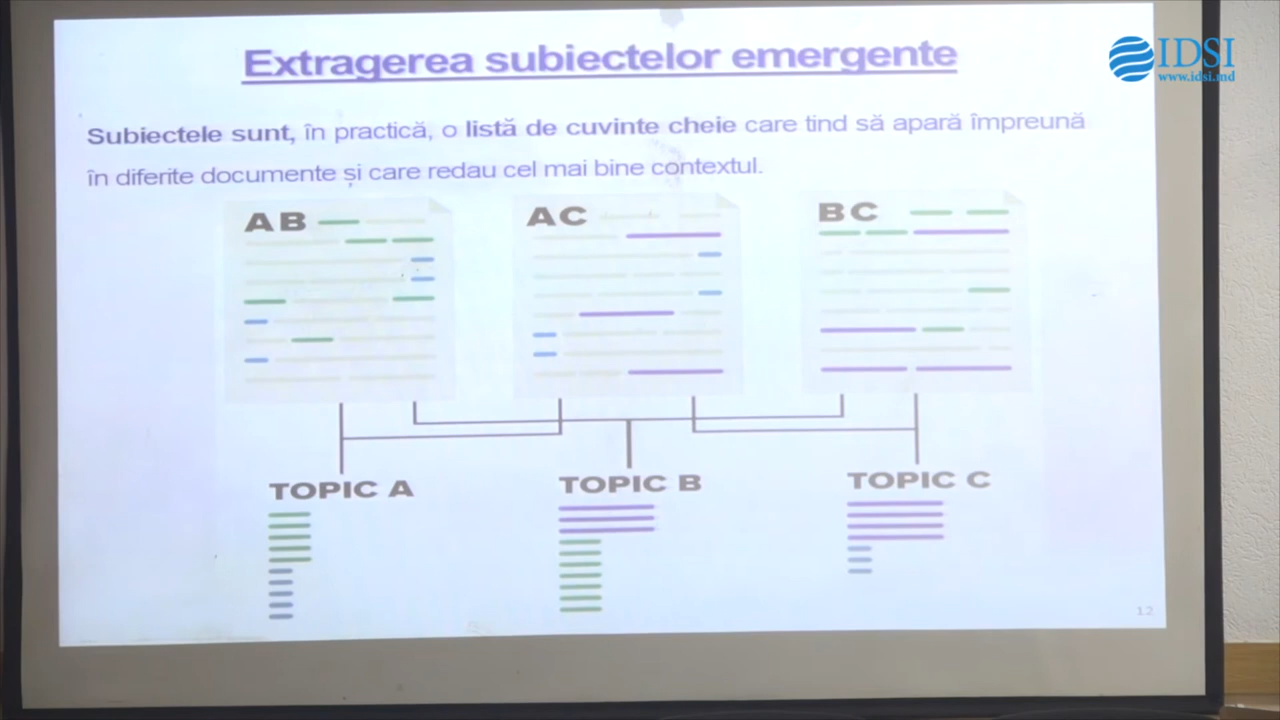 Extragerea subiectelor emergente
IDSI
www.idsi.md
Subiectele sunt, în practică, o listă de cuvinte cheie care tind să apară împreună
în diferite documente și care redau cel mai bine contextul.
AB
AC
BC
TOPIC A
TOPIC B
TOPIC C
12